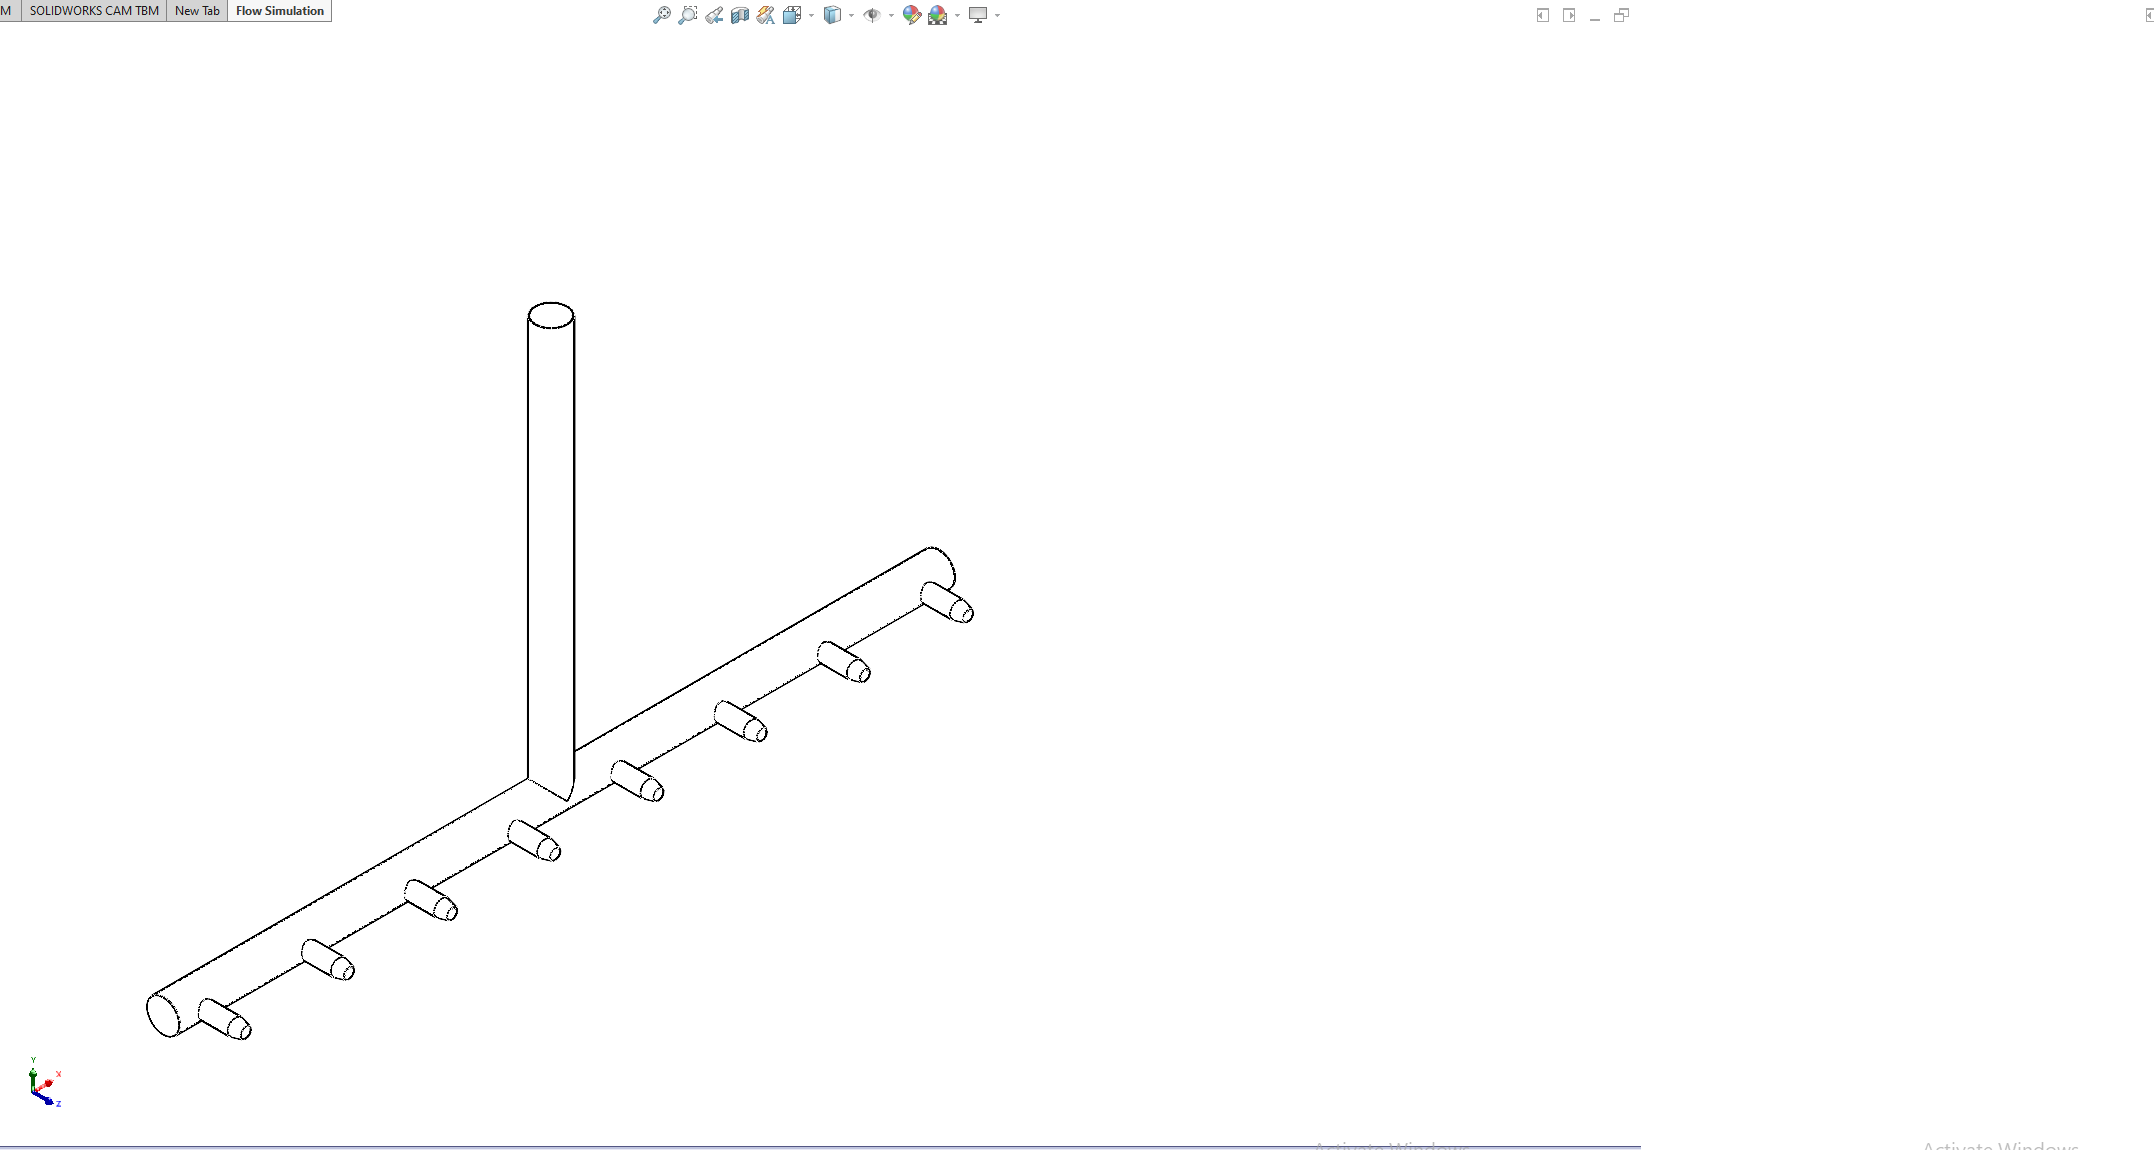 M SOLIDWORKS CAM TBM New Tab Flow Simulation
Y
X
Z
Activate Windows Activate Windows